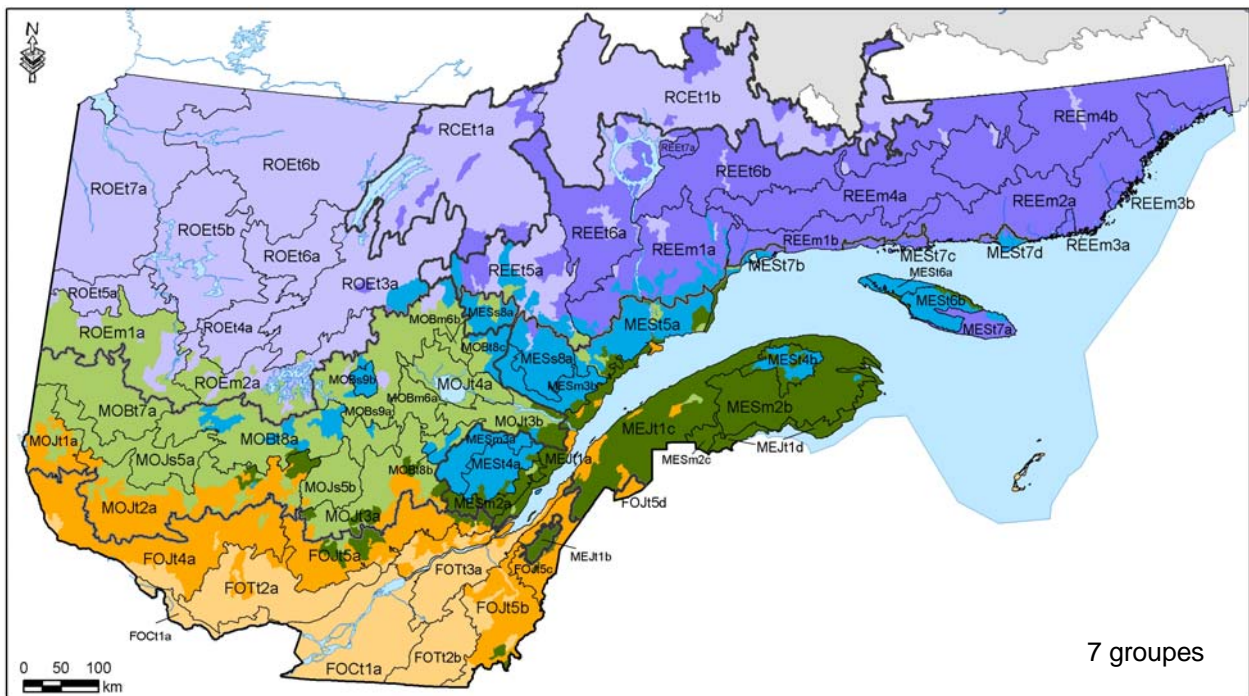 N
RCEt1b
RCEt1a
REEm4b
ROEt6b
REEt7a
ROEt7a
REEt6b
REEm4a
REEm2a
REEm3b
ROEt5b
ROEt6a
REEt6a
REEm1a
REEm1b
REEm3a
MESt7c
MESt7d
MESt7b
MESt6a
REEt5a
ROEt3a
ROEt5a
MESt6b
MESs8a
MESt5a
MOBm6b
ROEt4a
ROEm1a
MESt7a
MOBt8c
MESs8a
MESt4b
MOBs9b
MESm3b
ROEm2a
MOJt4a
MOBm6a
MESm2b
MOBt7a
MOBs9a
MOJt3b
MEJt1c
MOJt1a
MOBt8a
MESm3a
MEJt1d
MEJt1a
MESm2c
MOJs5a
MOBt8b
MESt4a
MOJs5b
FOJt5d
MOJt2a
MESm2a
MOJt3a
FOJt4a
FOJt5a
MEJt1b
FOTt3a
FOJt5c
FOTt2a
FOJt5b
FOCt1a
FOTt2b
FOCt1a
7 groupes
0 50 100
km